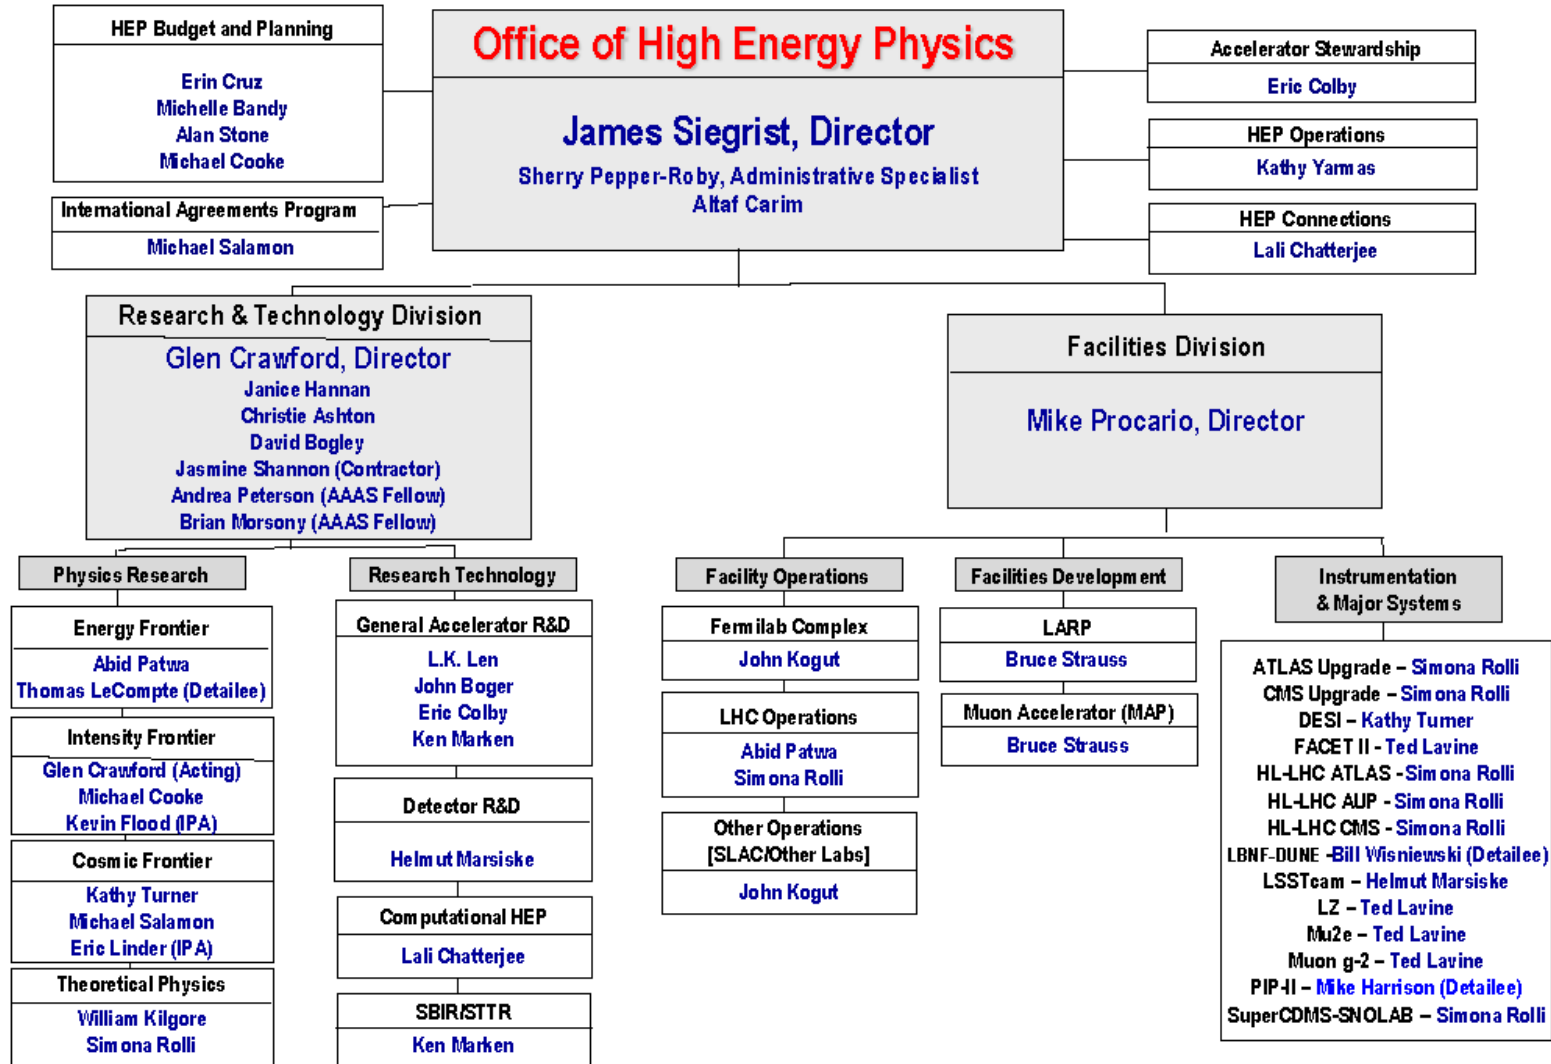 HEP Budget and Planning
Erin Cruz
Michelle Bandy
Alan Stone
Michael Cooke
International Agreements Program
Michael Salamon
Office of High Energy Physics
James Siegrist, Director
Sherry Pepper-Roby, Administrative Specialist
Altaf Carim
Accelerator Stewardship
Eric Colby
HEP Operations
Kathy Yarmas
HEP Connections
Lali Chatterjee
Research & Technology Division
Glen Crawford, Director
Janice Hannan
Christie Ashton
David Bogley
Jasmine Shannon (Contractor)
Andrea Peterson (AAAS Fellow)
Brian Morsony (AAAS Fellow)
Facilities Division
Mike Procario, Director
Physics Research
Energy Frontier
Abid Patwa
Thomas LeCompte (Detailee)
Intensity Frontier
Glen Crawford (Acting)
Michael Cooke
Kevin Flood (IPA)
Cosmic Frontier
Kathy Turner
Michael Salamon
Eric Linder (IPA)
Theoretical Physics
William Kilgore
Simona Rolli
Research Technology
General Accelerator R&D
L.K. Len
John Boger
Eric Colby
Ken Marken
Detector R&D
Helmut Marsiske
Computational HEP
Lali Chatterjee
SBIR/STTR
Ken Marken
Facility Operations
Fermilab Complex
John Kogut
LHC Operations
Abid Patwa
Simona Rolli
Other Operations
[SLAC/Other Labs]
John Kogut
Facilities Development
LARP
Bruce Strauss
Muon Accelerator (MAP)
Bruce Strauss
Instrumentation
& Major Systems
ATLAS Upgrade – Simona Rolli
CMS Upgrade – Simona Rolli
DESI – Kathy Turner
FACET II - Ted Lavine
HL-LHC ATLAS - Simona Rolli
HL-LHC AUP - Simona Rolli
HL-LHC CMS - Simona Rolli
LBNF-DUNE -Bill Wisniewski (Detailee)
LSSTcam – Helmut Marsiske
LZ – Ted Lavine
Mu2e – Ted Lavine
Muon g-2 – Ted Lavine
PIP-II – Mike Harrison (Detailee)
SuperCDMS-SNOLAB – Simona Rolli